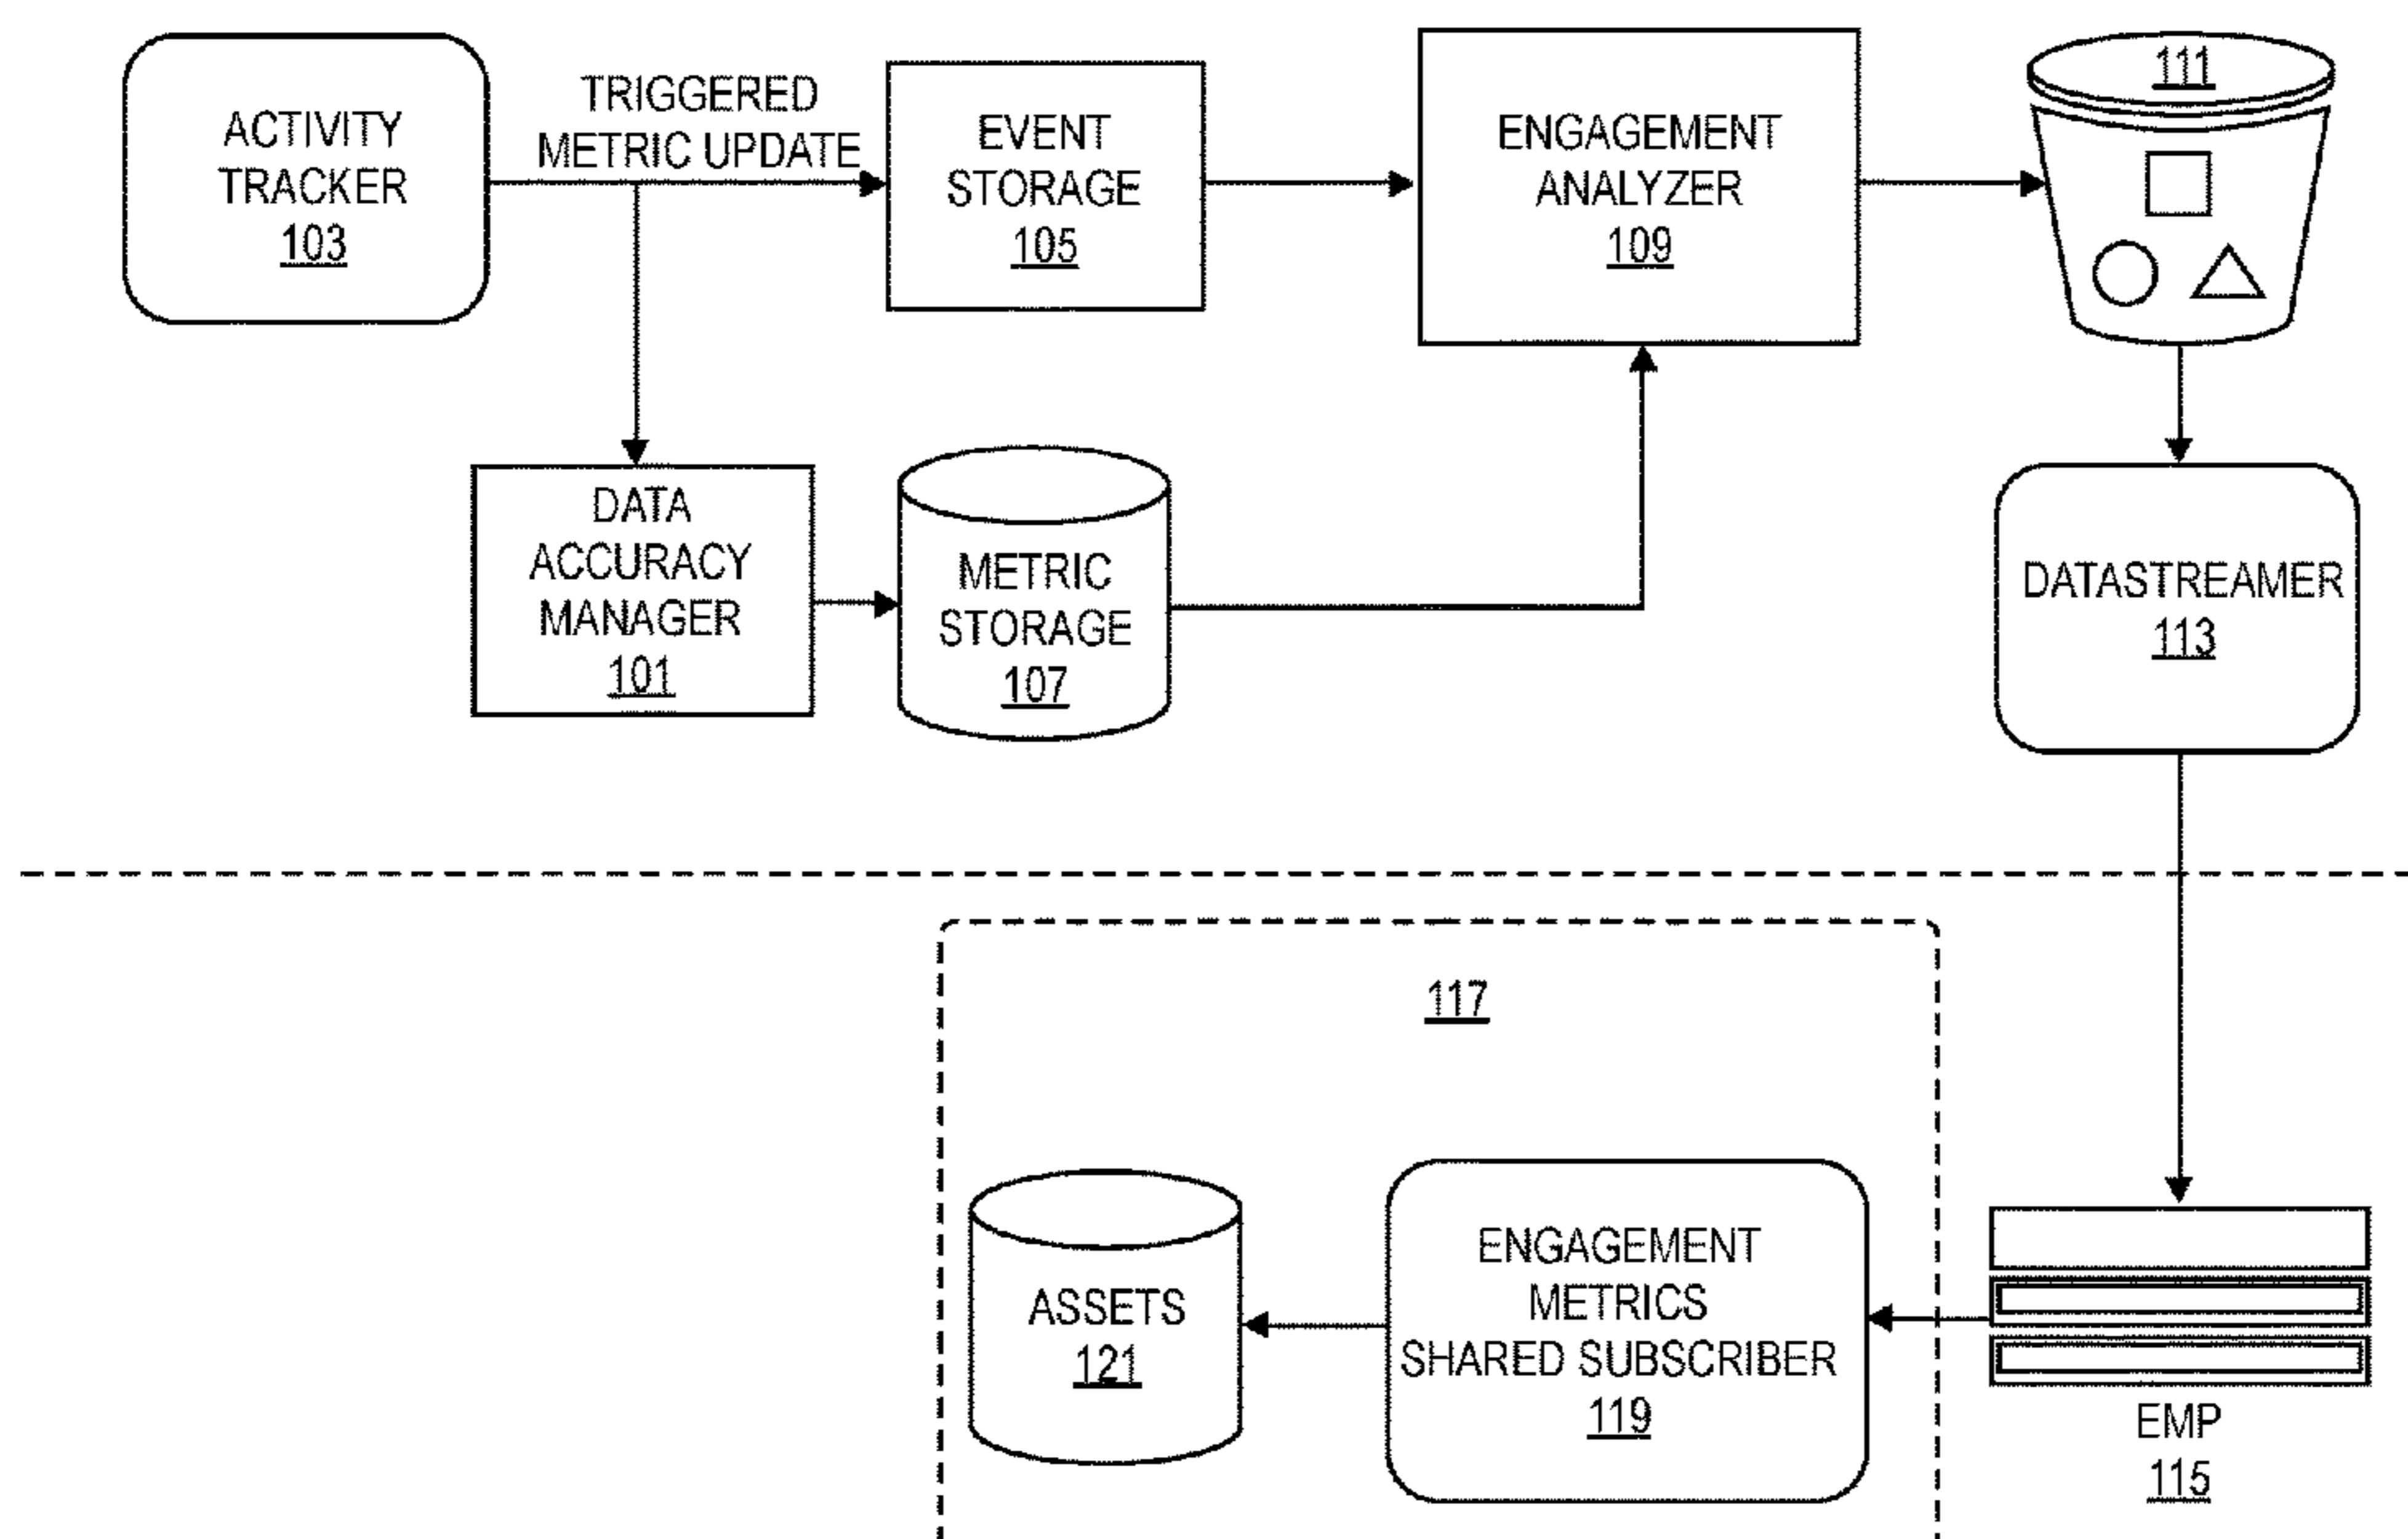 ACTIVITY
TRACKER
103
TRIGGERED
METRIC UPDATE
EVENT
STORAGE
105
ENGAGEMENT
ANALYZER
109
111
DATA
ACCURACY
MANAGER
101
METRIC
STORAGE
107
DATASTREAMER
113
117
ASSETS
121
ENGAGEMENT
METRICS
SHARED SUBSCRIBER
119
EMP
115